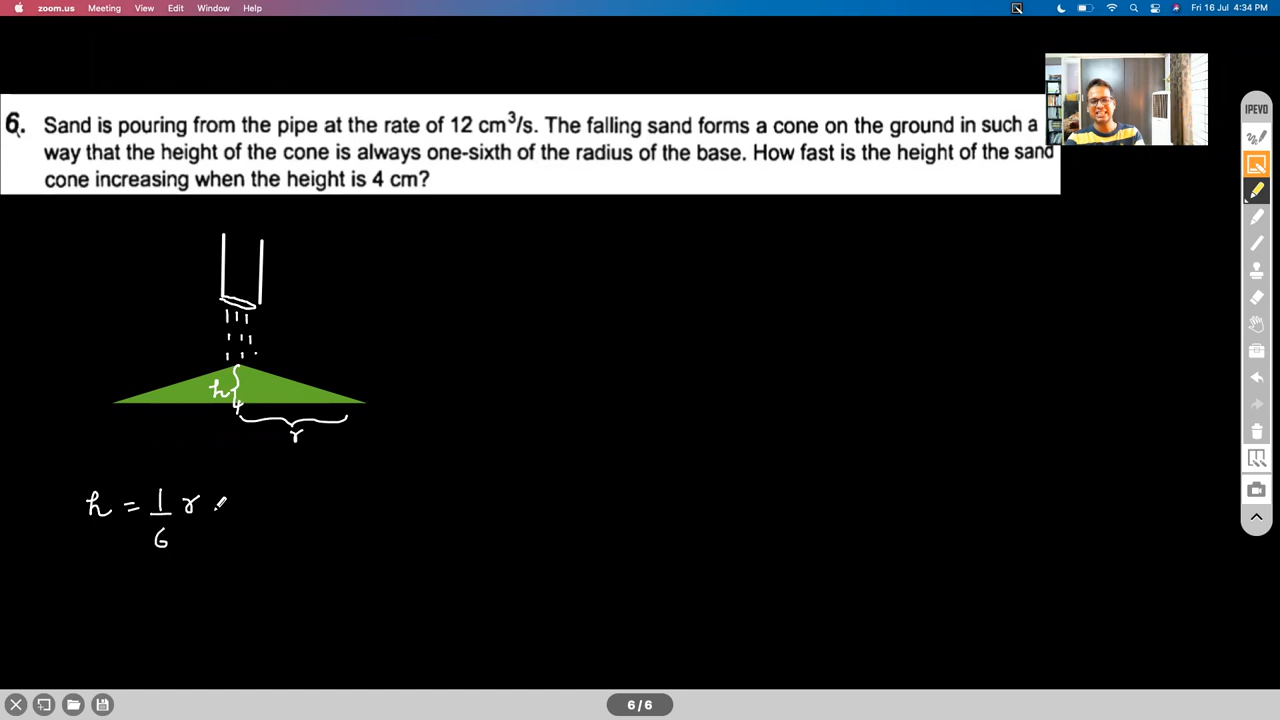 zoom.us Meeting View Edit Window Help Fri 16 Jul 4:34 PM
6. Sand is pouring from the pipe at the rate of 12 cm³/s. The falling sand forms a cone on the ground in such a
way that the height of the cone is always one-sixth of the radius of the base. How fast is the height of the sand
cone increasing when the height is 4 cm?
IPEVO
h
r
h = 1/6 r
6/6